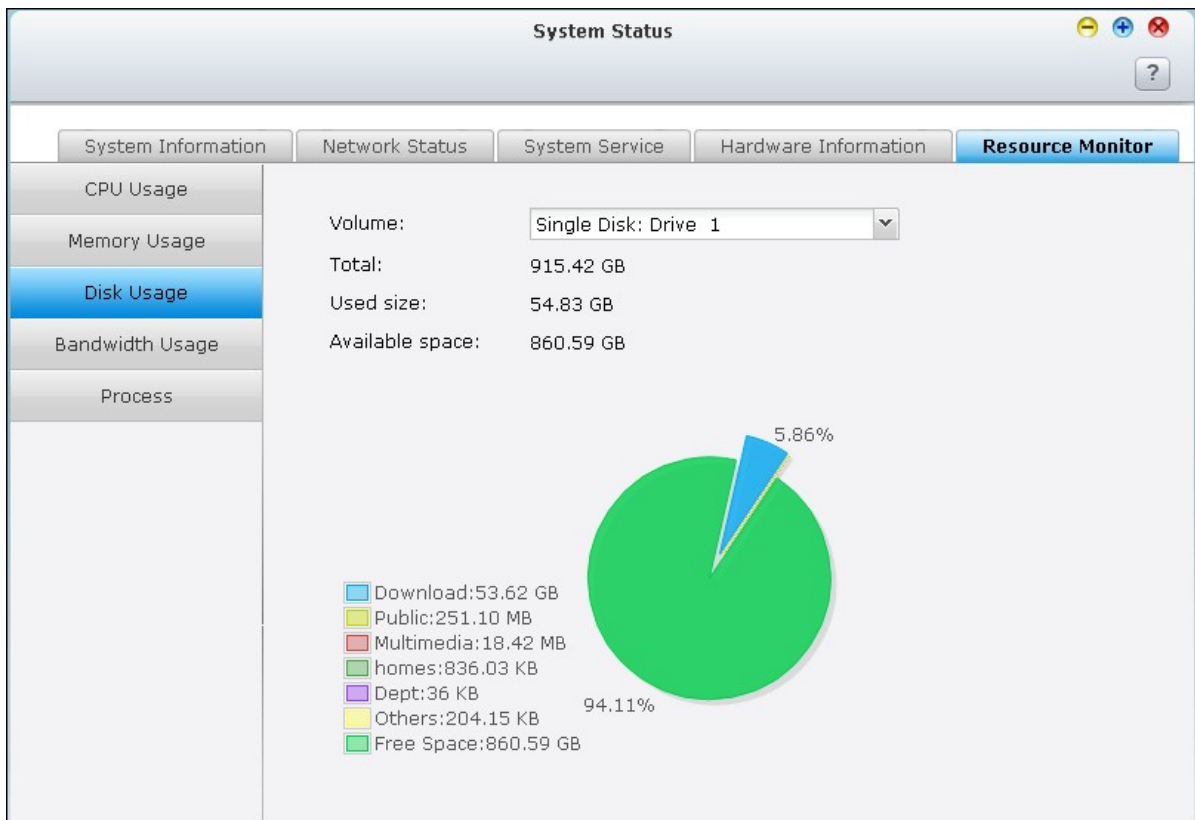 System Status
?
System Information Network Status System Service Hardware Information Resource Monitor
CPU Usage
Memory Usage
Disk Usage
Bandwidth Usage
Process
Volume: Single Disk: Drive 1
Total: 915.42 GB
Used size: 54.83 GB
Available space: 860.59 GB
5.86%
Download:53.62 GB
Public:251.10 MB
Multimedia:18.42 MB
homes:836.03 KB
Dept:36 KB
Others:204.15 KB
Free Space:860.59 GB
94.11%